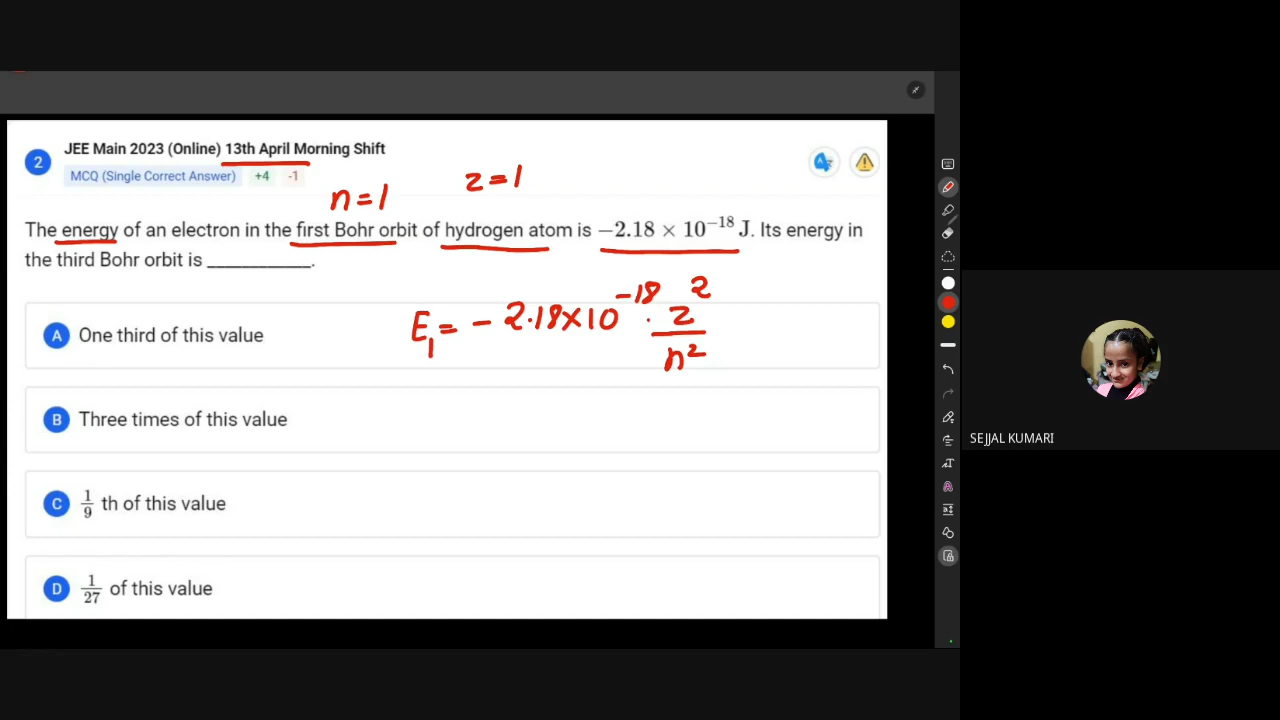 2
JEE Main 2023 (Online) 13th April Morning Shift
MCQ (Single Correct Answer) +4 -1
n=1 z=1
The energy of an electron in the first Bohr orbit of hydrogen atom is −2.18 × 10⁻¹⁸ J. Its energy in
the third Bohr orbit is ___________.
E₁ = − 2.18×10⁻¹⁸ · z²/n²
A One third of this value
B Three times of this value
C 1/9 th of this value
D 1/27 of this value
SEJJAL KUMARI